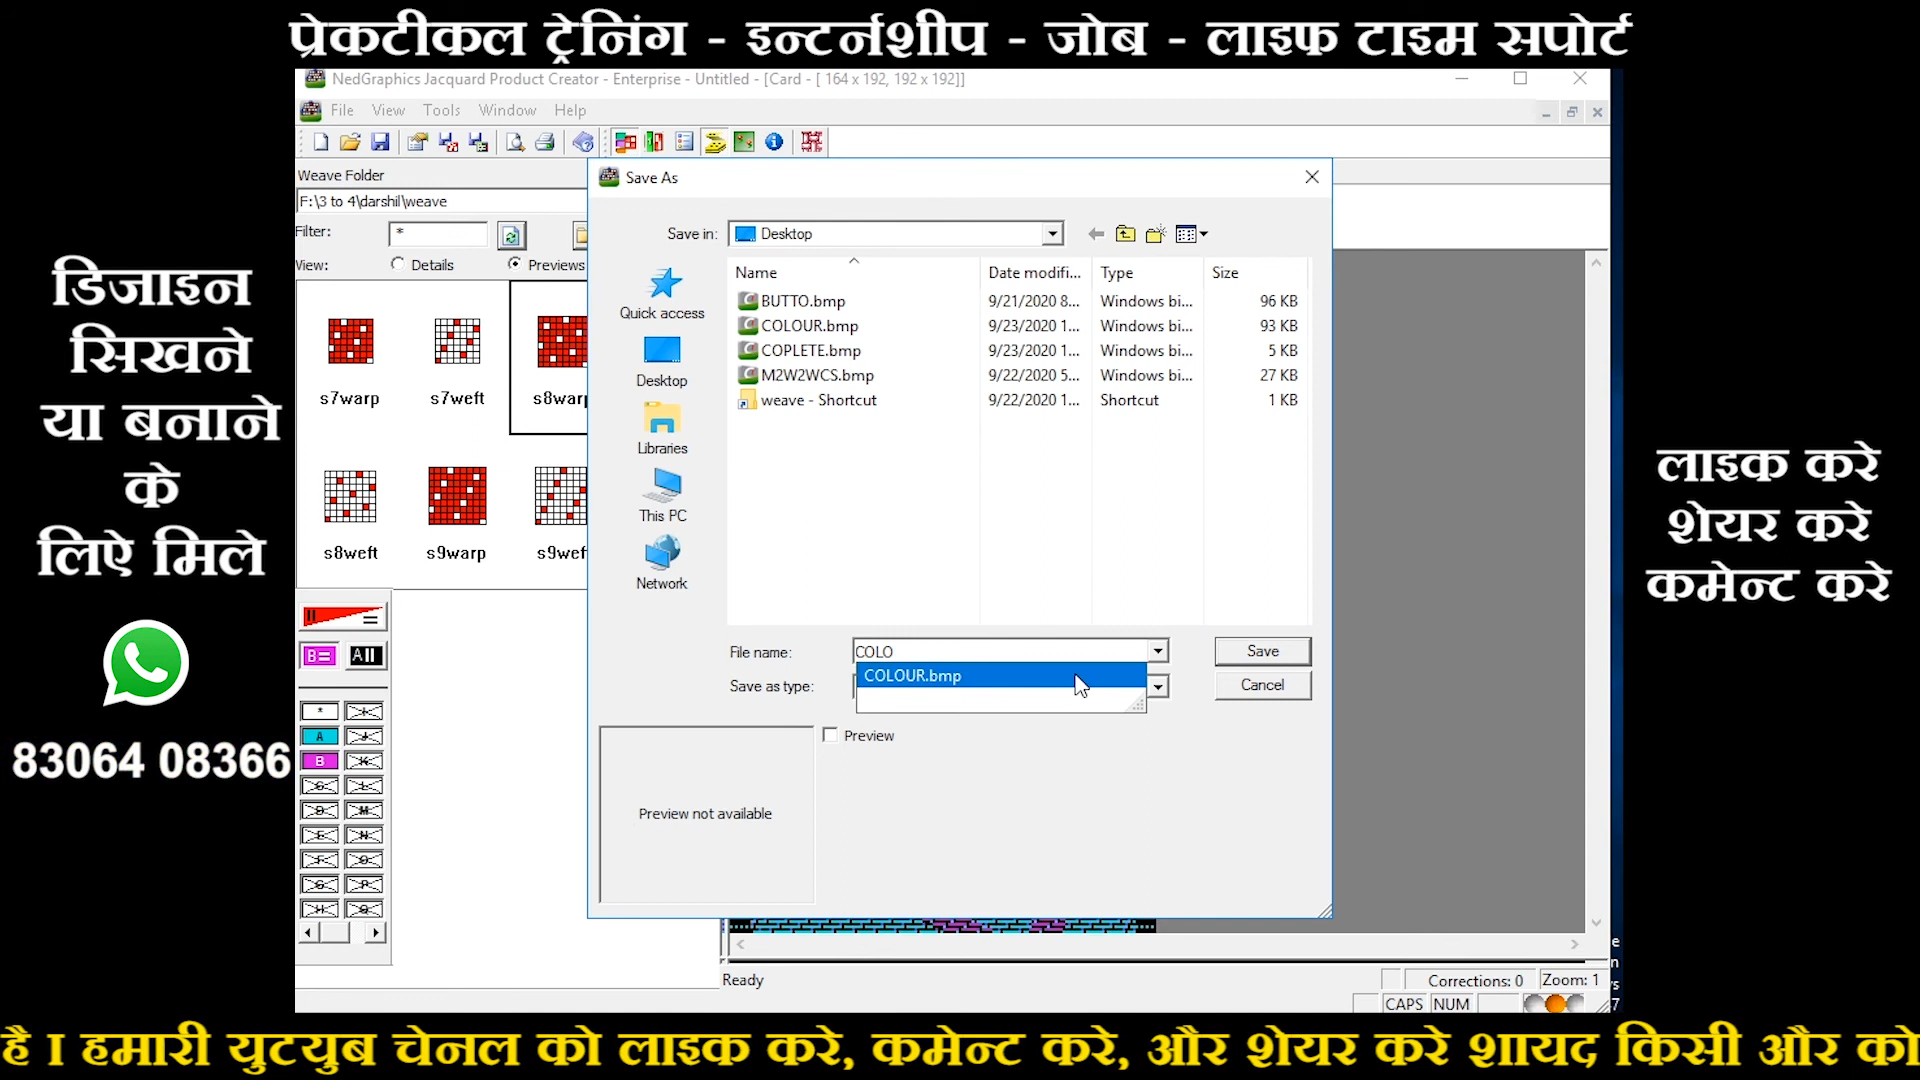 प्रेकटीकल ट्रेनिंग - इन्टर्नशीप - जोब - लाइफ टाइम सपोर्ट
NedGraphics Jacquard Product Creator - Enterprise - Untitled - [Card - [ 164 x 192, 192 x 192]]
File View Tools Window Help
Weave Folder
F:\3 to 4\darshil\weave
Filter: *
View: Details Previews
s7warp s7weft s8warp
s8weft s9warp s9weft
B= A||
*
A
B
Save As
Save in: Desktop
Name Date modifi... Type Size
BUTTO.bmp 9/21/2020 8... Windows bi... 96 KB
COLOUR.bmp 9/23/2020 1... Windows bi... 93 KB
COPLETE.bmp 9/23/2020 1... Windows bi... 5 KB
M2W2WCS.bmp 9/22/2020 5... Windows bi... 27 KB
weave - Shortcut 9/22/2020 1... Shortcut 1 KB
Quick access
Desktop
Libraries
This PC
Network
File name: COLO Save
COLOUR.bmp
Save as type: Cancel
Preview
Preview not available
Ready Corrections: 0 Zoom: 1
CAPS NUM
डिजाइन
सिखने
या बनाने
के
लिऐ मिले
83064 08366
लाइक करे
शेयर करे
कमेन्ट करे
है I हमारी युटयुब चेनल को लाइक करे, कमेन्ट करे, और शेयर करे शायद किसी और को